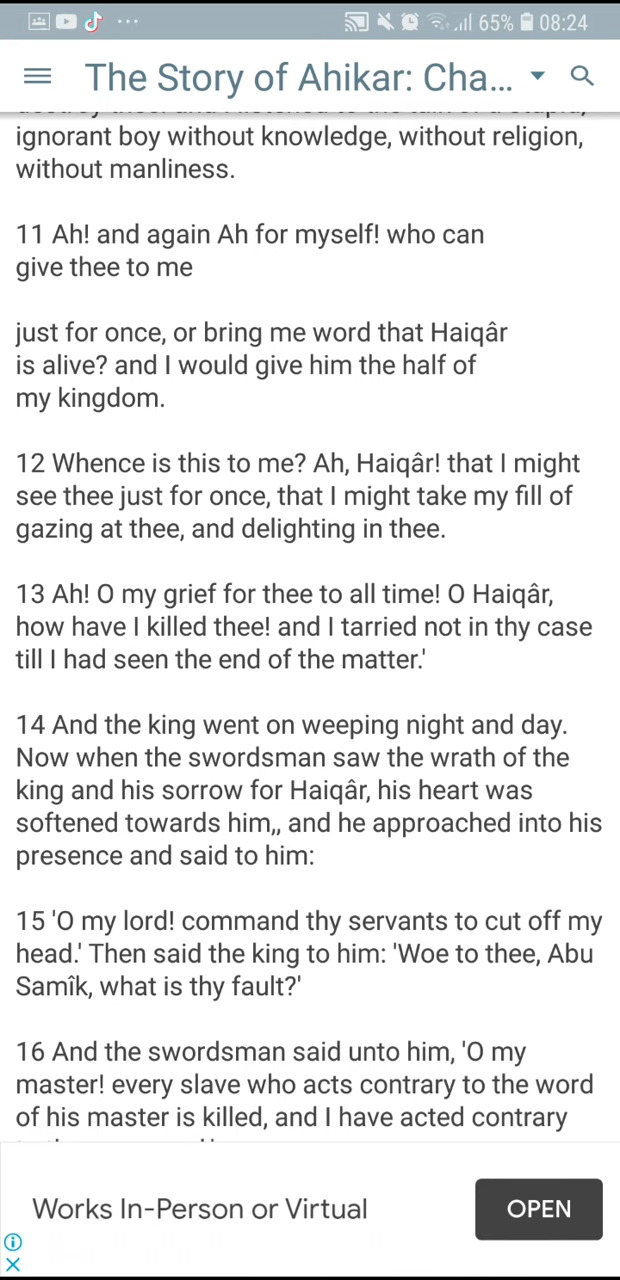 65% 08:24
The Story of Ahikar: Cha...
ignorant boy without knowledge, without religion,
without manliness.
11 Ah! and again Ah for myself! who can
give thee to me
just for once, or bring me word that Haiqâr
is alive? and I would give him the half of
my kingdom.
12 Whence is this to me? Ah, Haiqâr! that I might
see thee just for once, that I might take my fill of
gazing at thee, and delighting in thee.
13 Ah! O my grief for thee to all time! O Haiqâr,
how have I killed thee! and I tarried not in thy case
till I had seen the end of the matter.'
14 And the king went on weeping night and day.
Now when the swordsman saw the wrath of the
king and his sorrow for Haiqâr, his heart was
softened towards him,, and he approached into his
presence and said to him:
15 'O my lord! command thy servants to cut off my
head.' Then said the king to him: 'Woe to thee, Abu
Samîk, what is thy fault?'
16 And the swordsman said unto him, 'O my
master! every slave who acts contrary to the word
of his master is killed, and I have acted contrary
Works In-Person or Virtual
OPEN